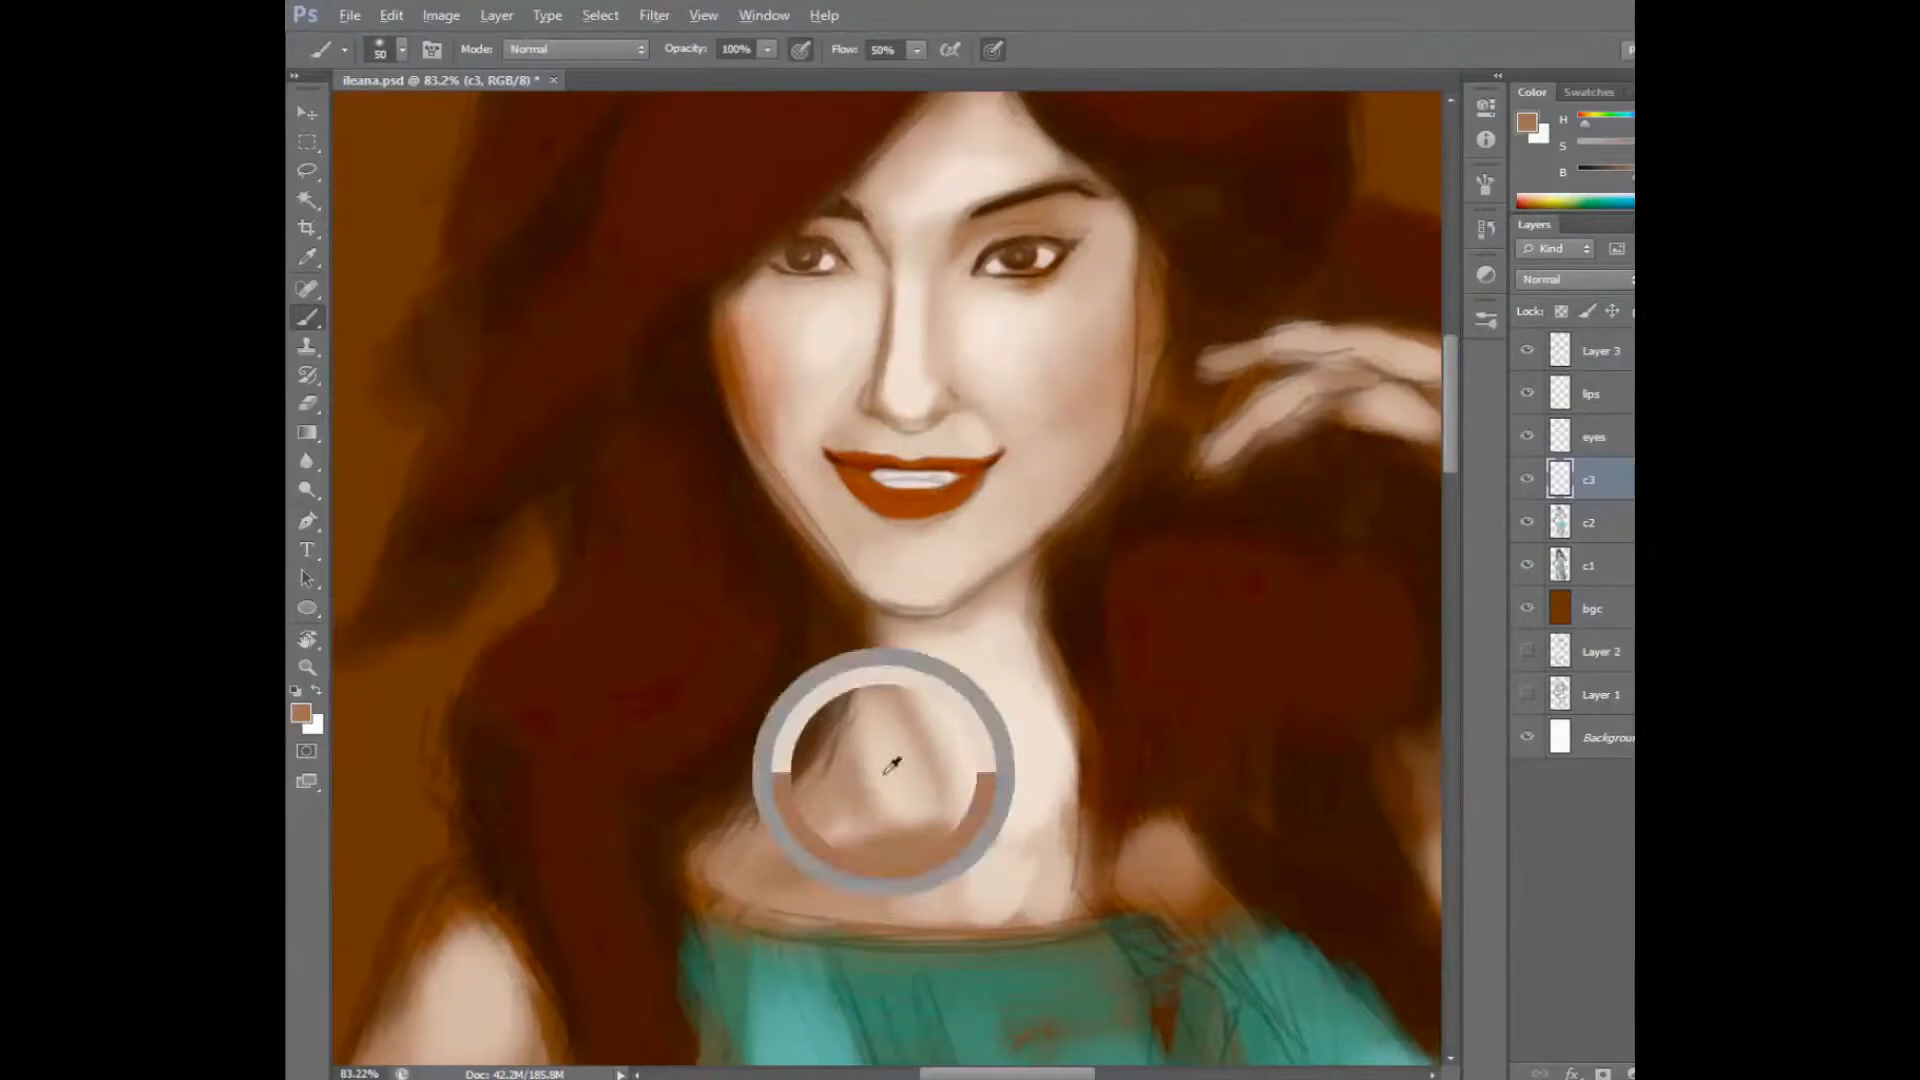 Ps File Edit Image Layer Type Select Filter View Window Help
50 Mode: Normal Opacity: 100% Flow: 50%
ileana.psd @ 83.2% (c3, RGB/8) * ×
Color Swatches
H
S
B
Layers
Kind
Normal
Lock:
Layer 3
lips
eyes
c3
c2
c1
bgc
Layer 2
Layer 1
Backgrou
T
83.22% Doc: 42.2M/185.8M
fx